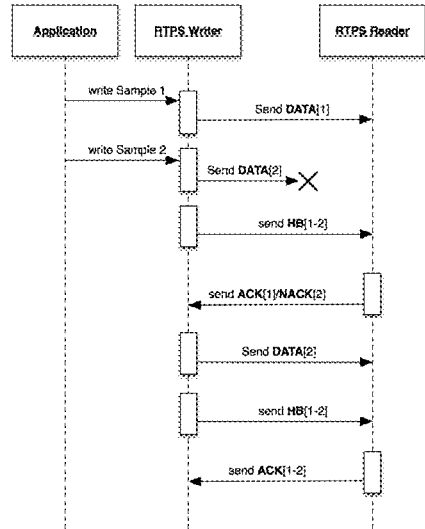 Application RTPS Writer RTPS Reader
write Sample 1
Send DATA[1]
write Sample 2
Send DATA[2]
send HB[1-2]
send ACK[1]/NACK[2]
Send DATA[2]
send HB[1-2]
send ACK[1-2]